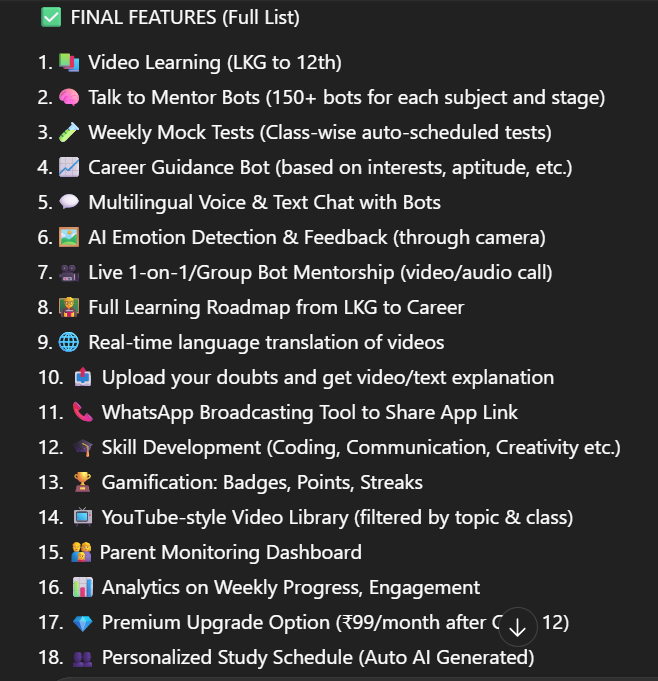 ✅ FINAL FEATURES (Full List)
1. 📚 Video Learning (LKG to 12th)
2. 🧠 Talk to Mentor Bots (150+ bots for each subject and stage)
3. 🧪 Weekly Mock Tests (Class-wise auto-scheduled tests)
4. 📈 Career Guidance Bot (based on interests, aptitude, etc.)
5. 💬 Multilingual Voice & Text Chat with Bots
6. 🖼️ AI Emotion Detection & Feedback (through camera)
7. 🎥 Live 1-on-1/Group Bot Mentorship (video/audio call)
8. 👩‍🏫 Full Learning Roadmap from LKG to Career
9. 🌐 Real-time language translation of videos
10. 📤 Upload your doubts and get video/text explanation
11. 📞 WhatsApp Broadcasting Tool to Share App Link
12. 🎓 Skill Development (Coding, Communication, Creativity etc.)
13. 🏆 Gamification: Badges, Points, Streaks
14. 📺 YouTube-style Video Library (filtered by topic & class)
15. 👨‍👩‍👦 Parent Monitoring Dashboard
16. 📊 Analytics on Weekly Progress, Engagement
17. 💎 Premium Upgrade Option (₹99/month after 12)
18. 👥 Personalized Study Schedule (Auto AI Generated)